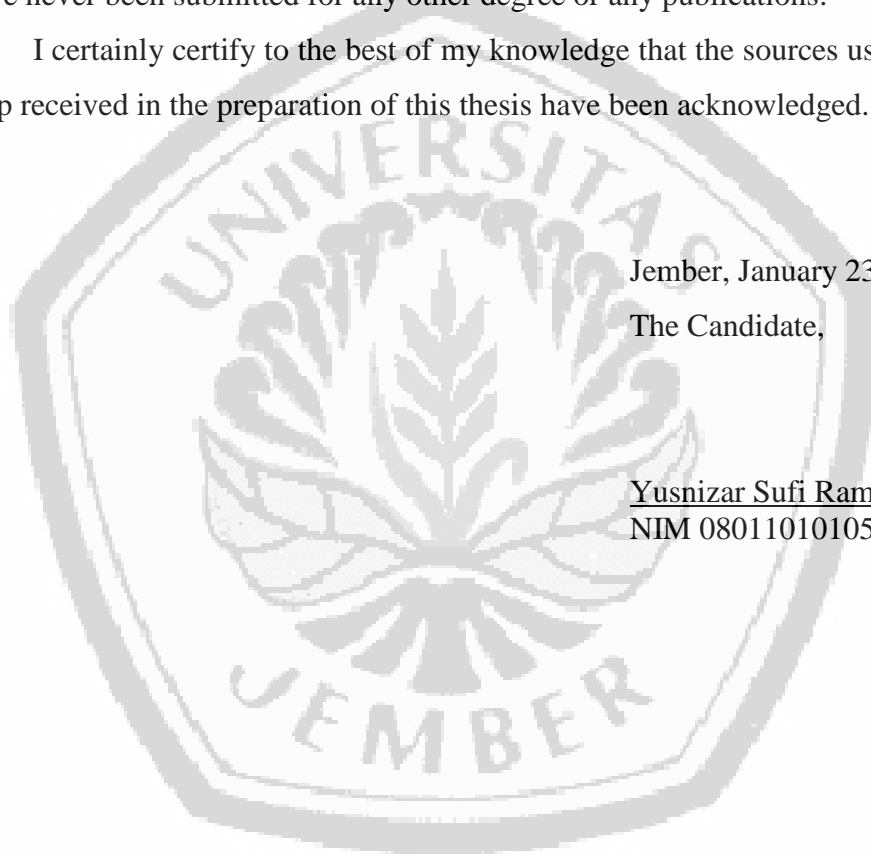 e never been submitted for any other degree or any publications.
I certainly certify to the best of my knowledge that the sources us
p received in the preparation of this thesis have been acknowledged.
UNIVERSITAS
Jember, January 23
The Candidate,
Yusnizar Sufi Ram
NIM 08011010105
JEMBER